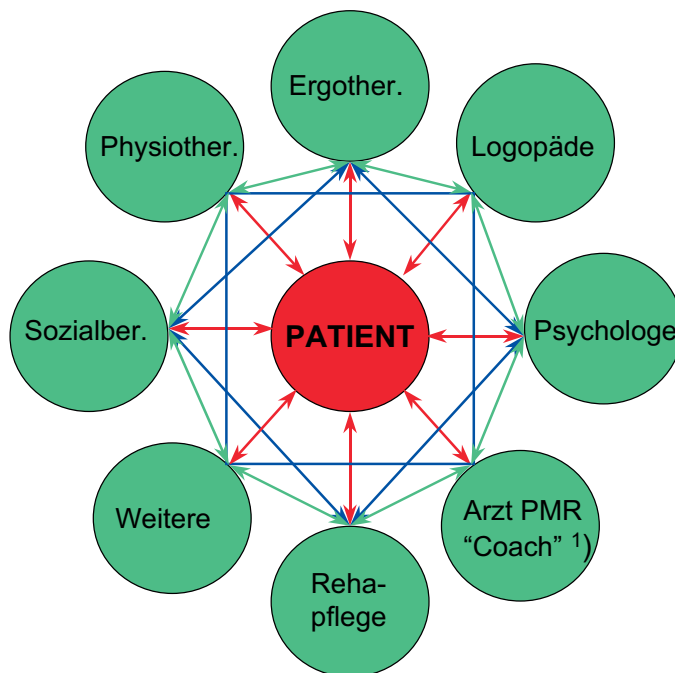 Ergother.
Physiother.
Logopäde
Sozialber.
PATIENT
Psychologe
Weitere
Arzt PMR
“Coach” ¹)
Reha-
pflege